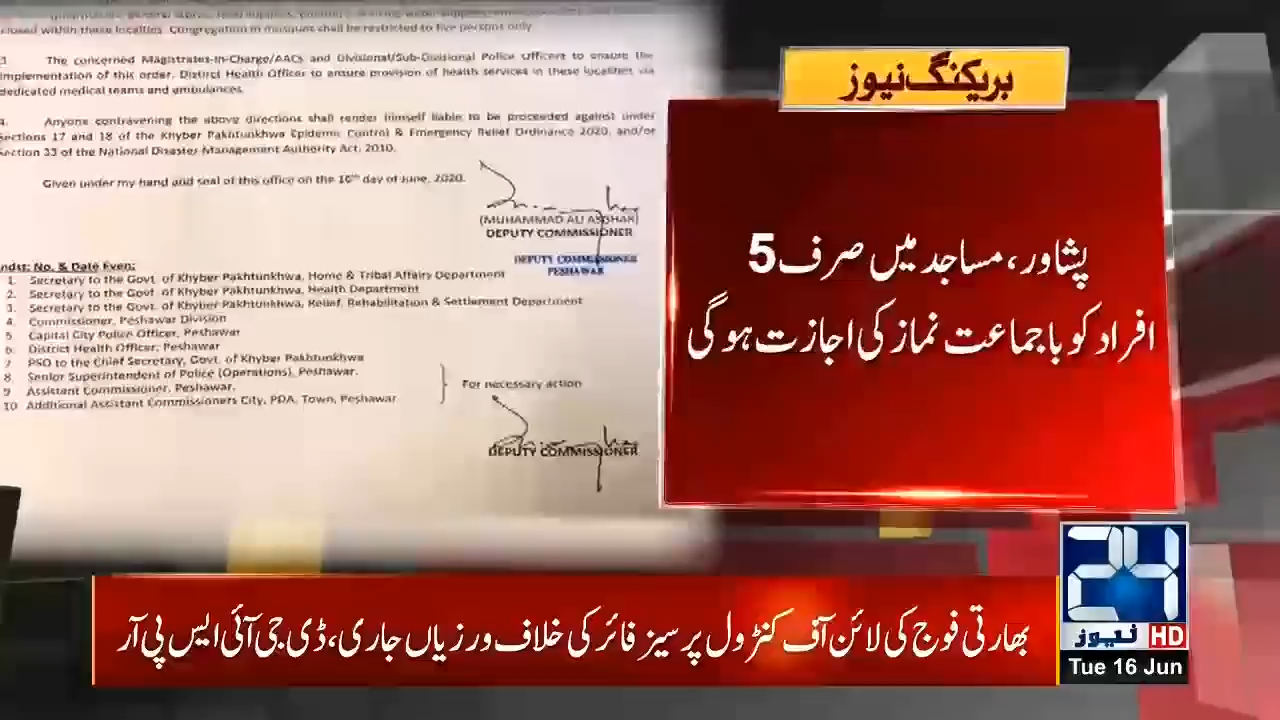 closed within these localities. Congregation in mosques shall be restricted to five persons only.
3 The concerned Magistrates-In-Charge/AACs and Divisional/Sub-Divisional Police Officers to ensure the
implementation of this order. District Health Officer to ensure provision of health services in these localities via
dedicated medical teams and ambulances.
4. Anyone contravening the above directions shall render himself liable to be proceeded against under
Sections 17 and 18 of the Khyber Pakhtunkhwa Epidemic Control & Emergency Relief Ordinance 2020, and/or
Section 33 of the National Disaster Management Authority Act, 2010.
Given under my hand and seal of this office on the 16th day of June, 2020.
(MUHAMMAD ALI ASGHAR)
DEPUTY COMMISSIONER
DEPUTY COMMISSIONER
PESHAWAR
Endst: No. & Date Even:
1. Secretary to the Govt. of Khyber Pakhtunkhwa, Home & Tribal Affairs Department
2. Secretary to the Govt. of Khyber Pakhtunkhwa, Health Department
3. Secretary to the Govt. of Khyber Pakhtunkhwa, Relief, Rehabilitation & Settlement Department
4. Commissioner, Peshawar Division
5 Capital City Police Officer, Peshawar
6 District Health Officer, Peshawar
7 PSO to the Chief Secretary, Govt. of Khyber Pakhtunkhwa
8 Senior Superintendent of Police (Operations), Peshawar.
9 Assistant Commissioner, Peshawar.
10 Additional Assistant Commissioners City, PDA, Town, Peshawar
For necessary action
DEPUTY COMMISSIONER
بریکنگ نیوز
پشاور، مساجد میں صرف 5
افراد کو باجماعت نماز کی اجازت ہوگی
بھارتی فوج کی لائن آف کنٹرول پر سیز فائر کی خلاف ورزیاں جاری، ڈی جی آئی ایس پی آر
24
نیوز HD
Tue 16 Jun